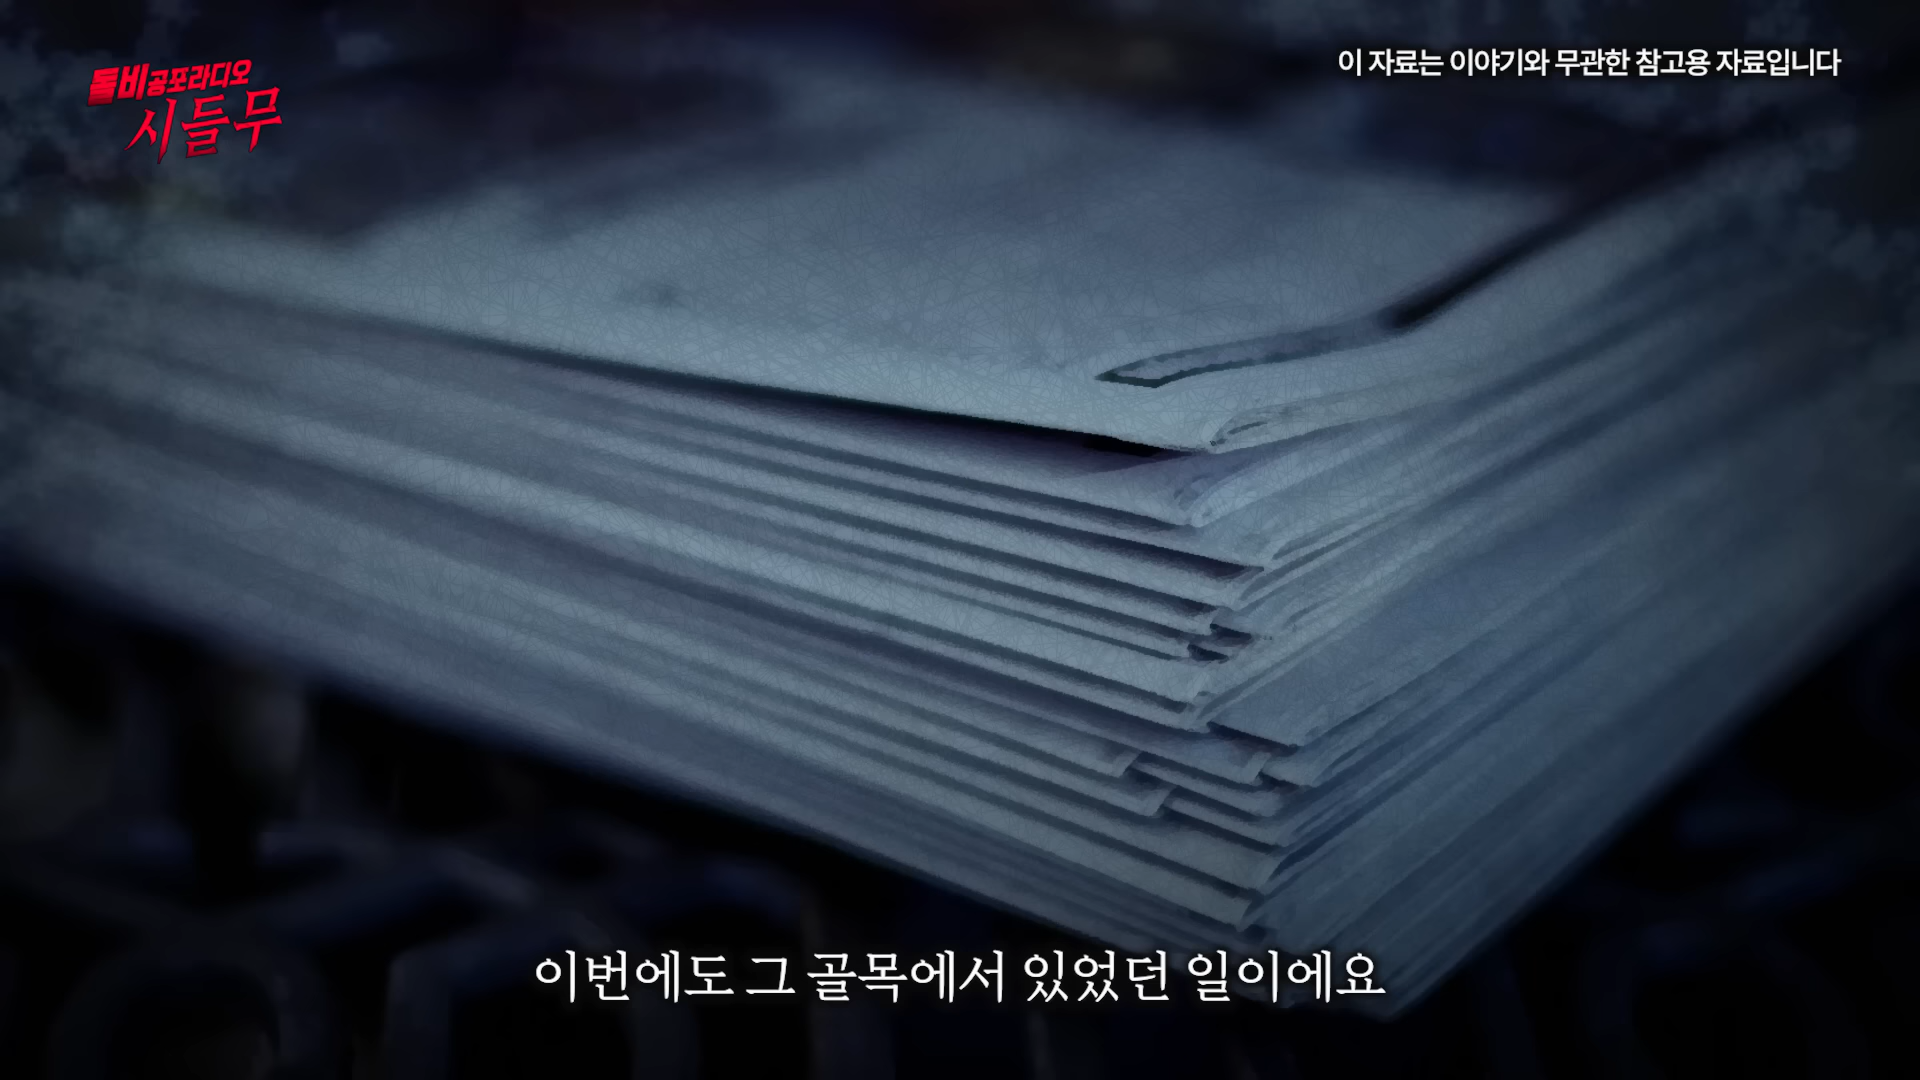 돌비공포라디오
시들무
이 자료는 이야기와 무관한 참고용 자료입니다
이번에도 그 골목에서 있었던 일이에요